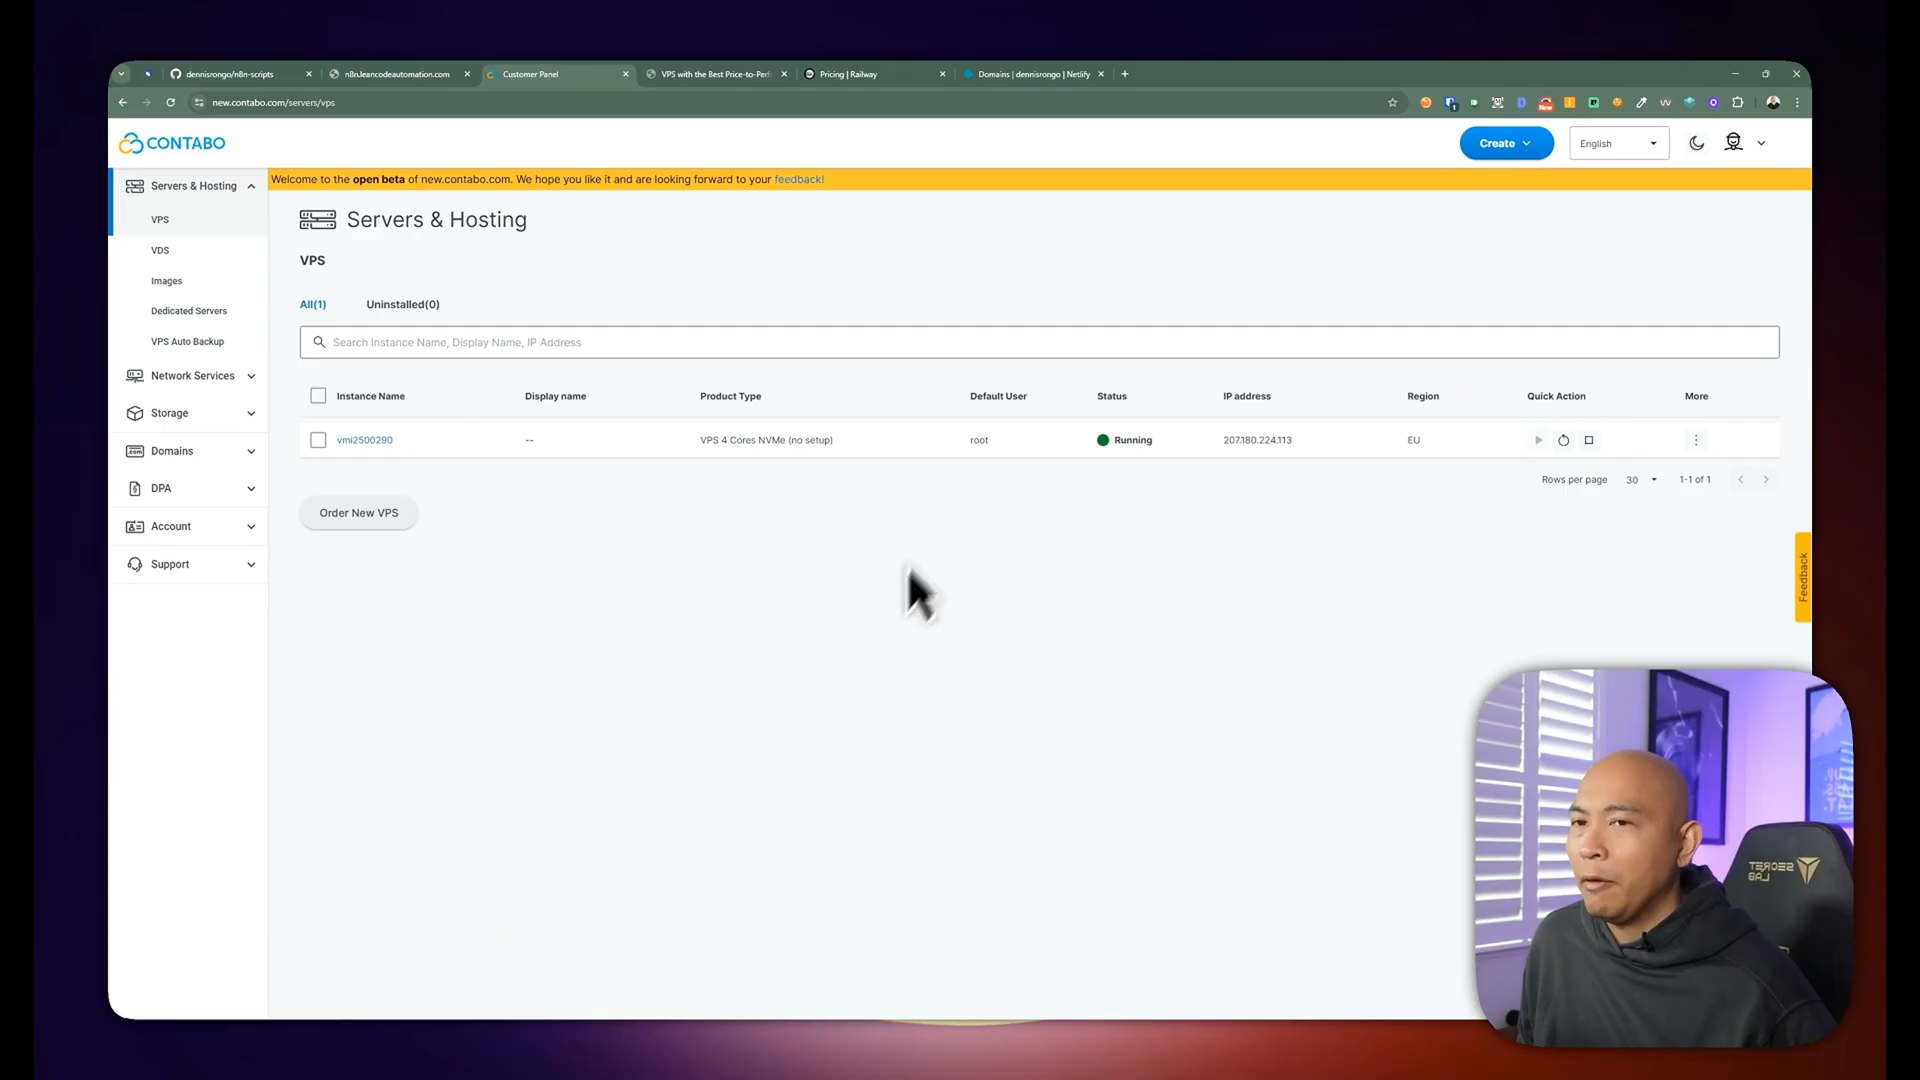 dennisrongo/n8n-scripts
n8n.leancodeautomation.com
Customer Panel
VPS with the Best Price-to-Perf
Pricing | Railway
Domains | dennisrongo | Netlify
new.contabo.com/servers/vps
New
CONTABO
Create
English
Servers & Hosting
VPS
VDS
Images
Dedicated Servers
VPS Auto Backup
Network Services
Storage
Domains
DPA
Account
Support
Welcome to the open beta of new.contabo.com. We hope you like it and are looking forward to your feedback!
Servers & Hosting
VPS
All(1) Uninstalled(0)
Search Instance Name, Display Name, IP Address
Instance Name Display name Product Type Default User Status IP address Region Quick Action More
vmi2500290 -- VPS 4 Cores NVMe (no setup) root Running 207.180.224.113 EU
Rows per page 30 1-1 of 1
Order New VPS
Feedback
SECRET
LAB